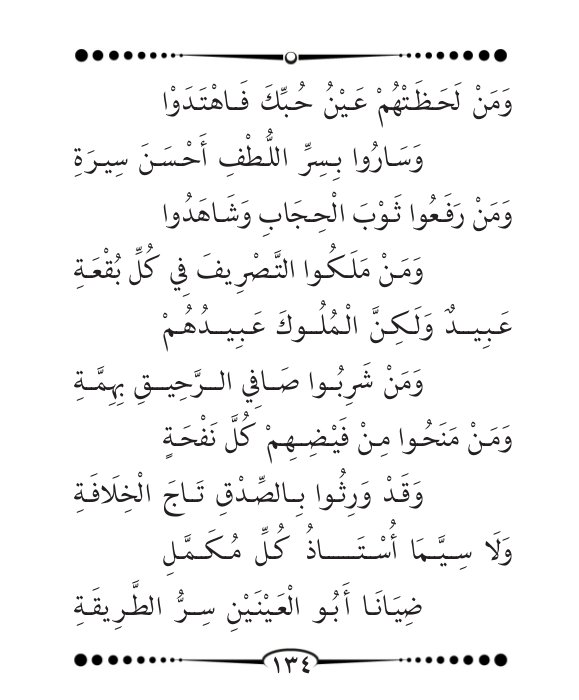 وَمَنْ لَحَظَتْهُمْ عَيْنُ حُبِّكَ فَاهْتَدَوْا
وَسَارُوا بِسِرِّ اللُّطْفِ أَحْسَنَ سِيرَةِ
وَمَنْ رَفَعُوا ثَوْبَ الْحِجَابِ وَشَاهَدُوا
وَمَنْ مَلَكُوا التَّصْرِيفَ فِي كُلِّ بُقْعَةِ
عَبِيدٌ وَلَكِنَّ الْمُلُوكَ عَبِيدُهُمْ
وَمَنْ شَرِبُوا صَافِي الرَّحِيقِ بِهِمَّةِ
وَمَنْ مَنَحُوا مِنْ فَيْضِهِمْ كُلَّ نَفْحَةٍ
وَقَدْ وَرِثُوا بِالصِّدْقِ تَاجَ الْخِلَافَةِ
وَلَا سِيَّمَا أُسْتَاذُ كُلِّ مُكَمَّلِ
ضِيَانَا أَبُو الْعَيْنَيْنِ سِرُّ الطَّرِيقَةِ
١٣٤